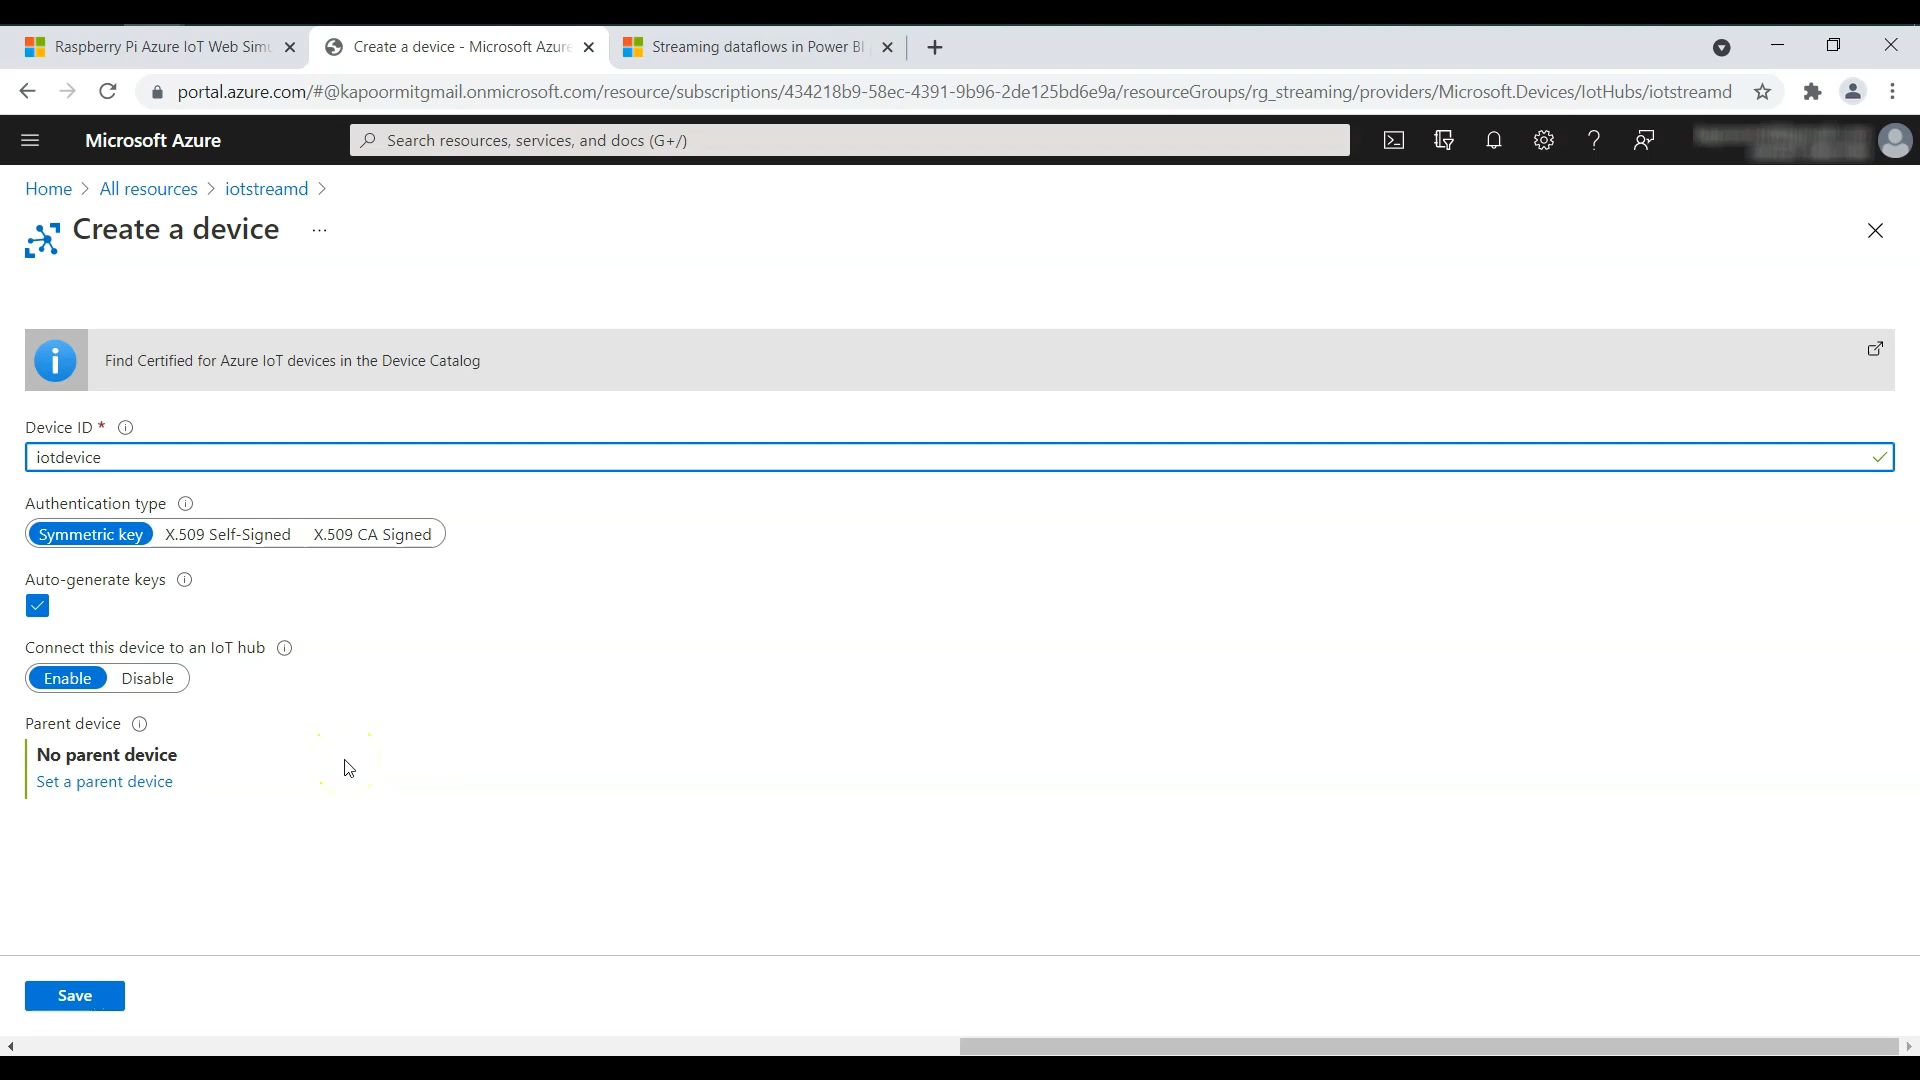 Raspberry Pi Azure IoT Web Simu
Create a device - Microsoft Azure
Streaming dataflows in Power BI
portal.azure.com/#@kapoormitgmail.onmicrosoft.com/resource/subscriptions/434218b9-58ec-4391-9b96-2de125bd6e9a/resourceGroups/rg_streaming/providers/Microsoft.Devices/IotHubs/iotstreamd
Microsoft Azure
Search resources, services, and docs (G+/)
Home > All resources > iotstreamd >
Create a device ...
Find Certified for Azure IoT devices in the Device Catalog
Device ID *
iotdevice
Authentication type
Symmetric key X.509 Self-Signed X.509 CA Signed
Auto-generate keys
Connect this device to an IoT hub
Enable Disable
Parent device
No parent device
Set a parent device
Save